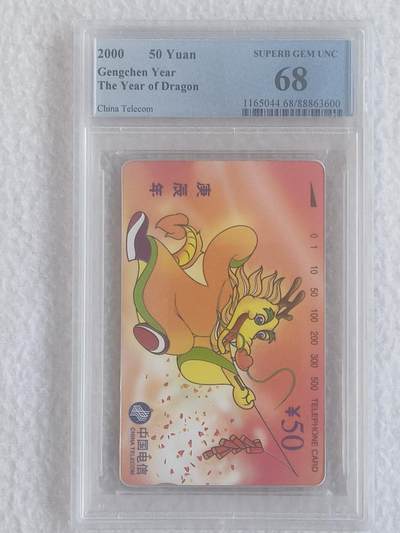 2000 50 Yuan
Gengchen Year
The Year of Dragon
China Telecom
SUPERB GEM UNC
68
1165044.68/88863600
庚辰年
0 1 10 50 100 200 300 500 TELEPHONE CARD
¥50
中国电信
CHINA TELECOM